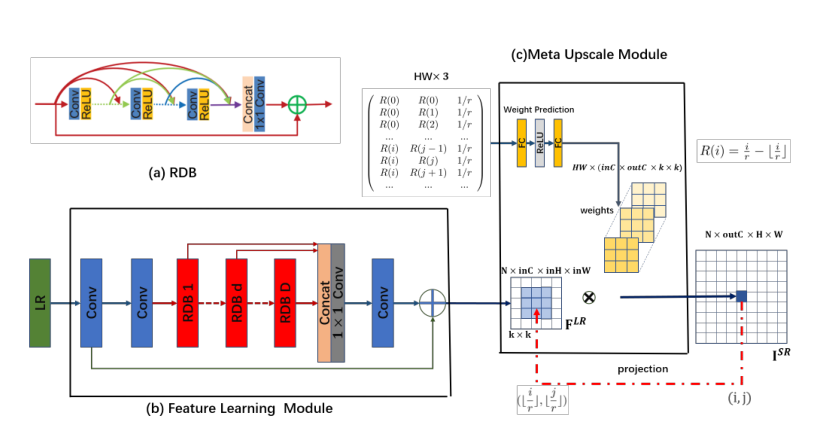 (c)Meta Upscale Module
HW× 3
R(0) R(0) 1/r
R(0) R(1) 1/r
R(0) R(2) 1/r
... ... ...
R(i) R(j − 1) 1/r
R(i) R(j) 1/r
R(i) R(j + 1) 1/r
... ... ...
Weight Prediction
FC
ReLU
FC
HW × (inC × outC × k × k)
weights
R(i) = i/r − ⌊i/r⌋
Conv
ReLU
Conv
ReLU
Conv
ReLU
Concat
1x1 Conv
(a) RDB
LR
Conv
Conv
RDB 1
RDB d
RDB D
Concat
1 × 1 Conv
Conv
(b) Feature Learning Module
N × inC × inH × inW
k × k
F^LR
⊗
N × outC × H × W
I^SR
projection
(⌊i/r⌋, ⌊j/r⌋)
(i, j)